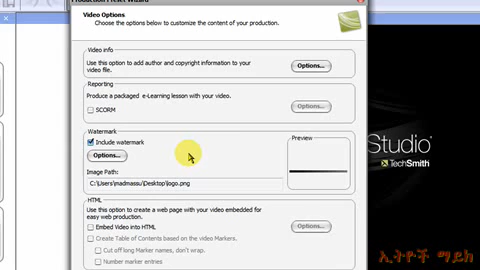 Production Preset Wizard
Video Options
Choose the options below to customize the content of your production.
Video info
Use this option to add author and copyright information to your video file.
Options...
Reporting
Produce a packaged e-Learning lesson with your video.
SCORM
Options...
Watermark
Include watermark
Options...
Preview
Image Path:
C:\Users\madmassu\Desktop\logo.png
HTML
Use this option to create a web page with your video embedded for easy web production.
Embed Video into HTML
Options...
Create Table of Contents based on the video Markers.
Cut off long Marker names, don't wrap.
Number marker entries
Studio
TechSmith
ኢትዮች ማይክ